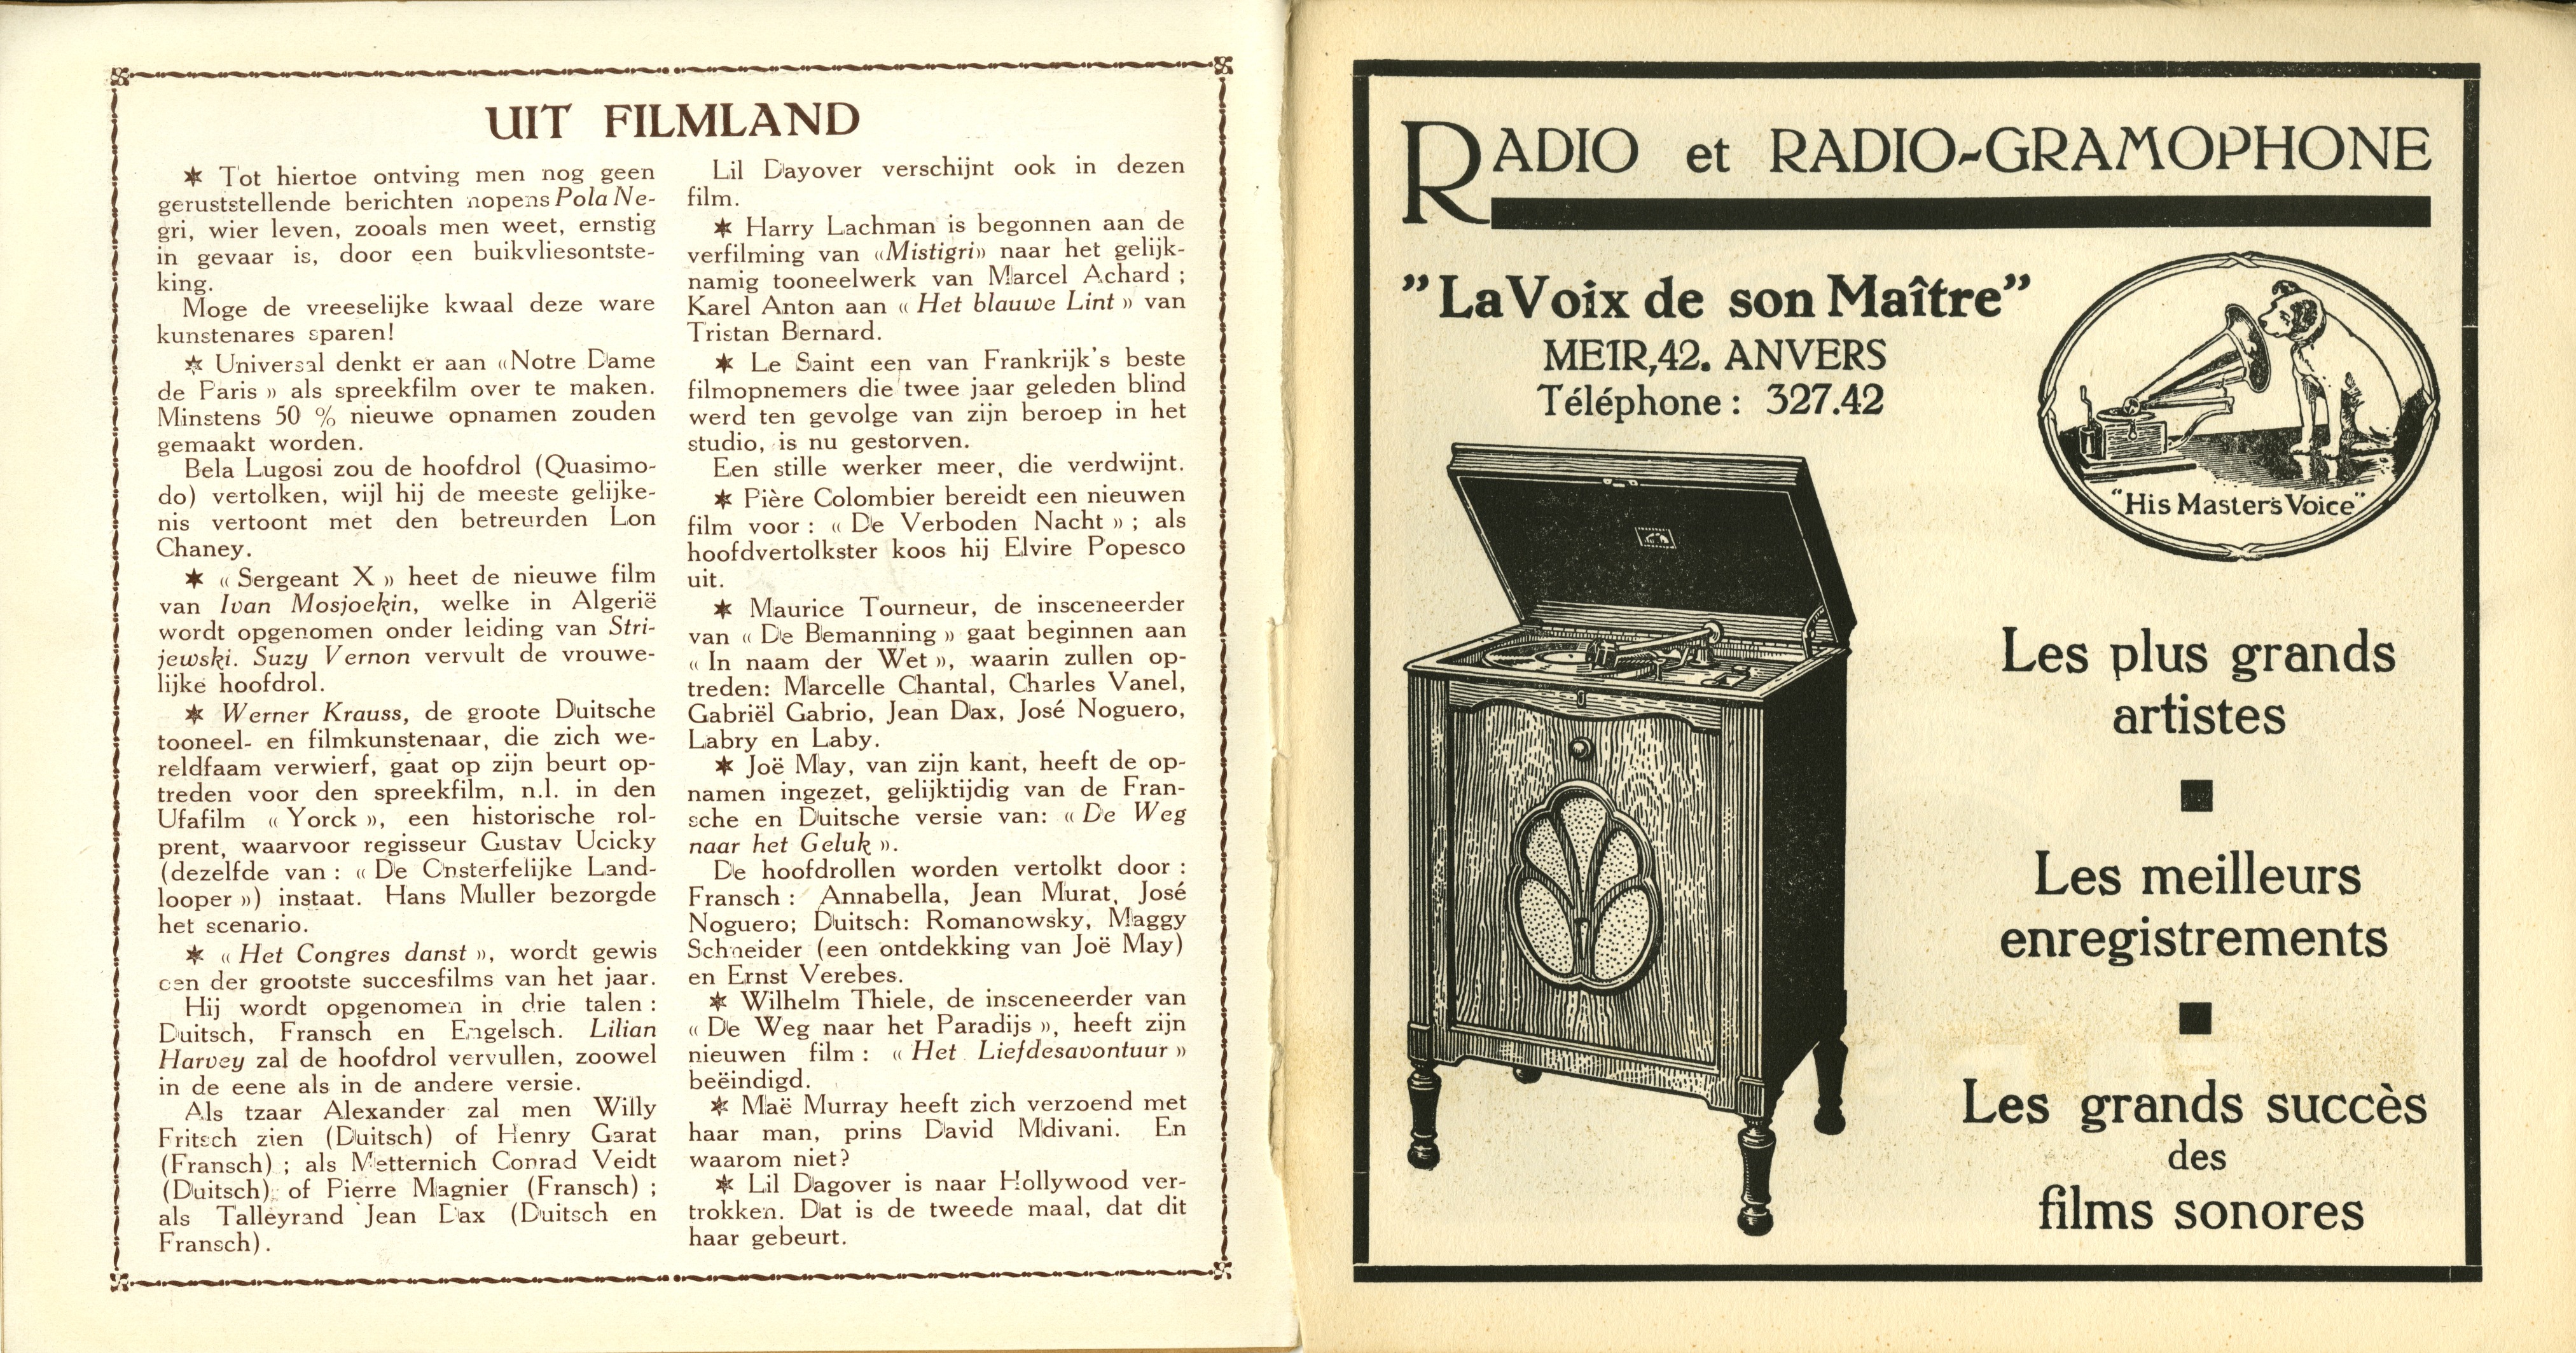 UIT FILMLAND
✶ Tot hiertoe ontving men nog geen
geruststellende berichten nopens Pola Ne-
gri, wier leven, zooals men weet, ernstig
in gevaar is, door een buikvliesontste-
king.
Moge de vreeselijke kwaal deze ware
kunstenares sparen!
✶ Universal denkt er aan «Notre Dame
de Paris» als spreekfilm over te maken.
Minstens 50 % nieuwe opnamen zouden
gemaakt worden.
Bela Lugosi zou de hoofdrol (Quasimo-
do) vertolken, wijl hij de meeste gelijke-
nis vertoont met den betreurden Lon
Chaney.
✶ « Sergeant X » heet de nieuwe film
van Ivan Mosjoekin, welke in Algerië
wordt opgenomen onder leiding van Stri-
jewski. Suzy Vernon vervult de vrouwe-
lijke hoofdrol.
✶ Werner Krauss, de groote Duitsche
tooneel- en filmkunstenaar, die zich we-
reldfaam verwierf, gaat op zijn beurt op-
treden voor den spreekfilm, n.l. in den
Ufafilm « Yorck », een historische rol-
prent, waarvoor regisseur Gustav Ucicky
(dezelfde van : « De Onsterfelijke Land-
looper ») instaat. Hans Muller bezorgde
het scenario.
✶ « Het Congres danst », wordt gewis
een der grootste succesfilms van het jaar.
Hij wordt opgenomen in drie talen :
Duitsch, Fransch en Engelsch. Lilian
Harvey zal de hoofdrol vervullen, zoowel
in de eene als in de andere versie.
Als tzaar Alexander zal men Willy
Fritsch zien (Duitsch) of Henry Garat
(Fransch) ; als Metternich Conrad Veidt
(Duitsch) of Pierre Magnier (Fransch) ;
als Talleyrand Jean Dax (Duitsch en
Fransch).
Lil Dayover verschijnt ook in dezen
film.
✶ Harry Lachman is begonnen aan de
verfilming van «Mistigri» naar het gelijk-
namig tooneelwerk van Marcel Achard ;
Karel Anton aan « Het blauwe Lint » van
Tristan Bernard.
✶ Le Saint een van Frankrijk's beste
filmopnemers die twee jaar geleden blind
werd ten gevolge van zijn beroep in het
studio, is nu gestorven.
Een stille werker meer, die verdwijnt.
✶ Pière Colombier bereidt een nieuwen
film voor : « De Verboden Nacht » ; als
hoofdvertolkster koos hij Elvire Popesco
uit.
✶ Maurice Tourneur, de insceneerder
van « De Bemanning » gaat beginnen aan
« In naam der Wet », waarin zullen op-
treden: Marcelle Chantal, Charles Vanel,
Gabriël Gabrio, Jean Dax, José Noguero,
Labry en Laby.
✶ Joë May, van zijn kant, heeft de op-
namen ingezet, gelijktijdig van de Fran-
sche en Duitsche versie van: « De Weg
naar het Geluk ».
De hoofdrollen worden vertolkt door :
Fransch : Annabella, Jean Murat, José
Noguero; Duitsch: Romanowsky, Maggy
Schneider (een ontdekking van Joë May)
en Ernst Verebes.
✶ Wilhelm Thiele, de insceneerder van
« De Weg naar het Paradijs », heeft zijn
nieuwen film : « Het Liefdesavontuur »
beëindigd.
✶ Maë Murray heeft zich verzoend met
haar man, prins David Mdivani. En
waarom niet?
✶ Lil Dagover is naar Hollywood ver-
trokken. Dat is de tweede maal, dat dit
haar gebeurt.
RADIO et RADIO-GRAMOPHONE
"La Voix de son Maître"
MEIR,42. ANVERS
Téléphone : 327.42
"His Master's Voice"
Les plus grands
artistes
Les meilleurs
enregistrements
Les grands succès
des
films sonores